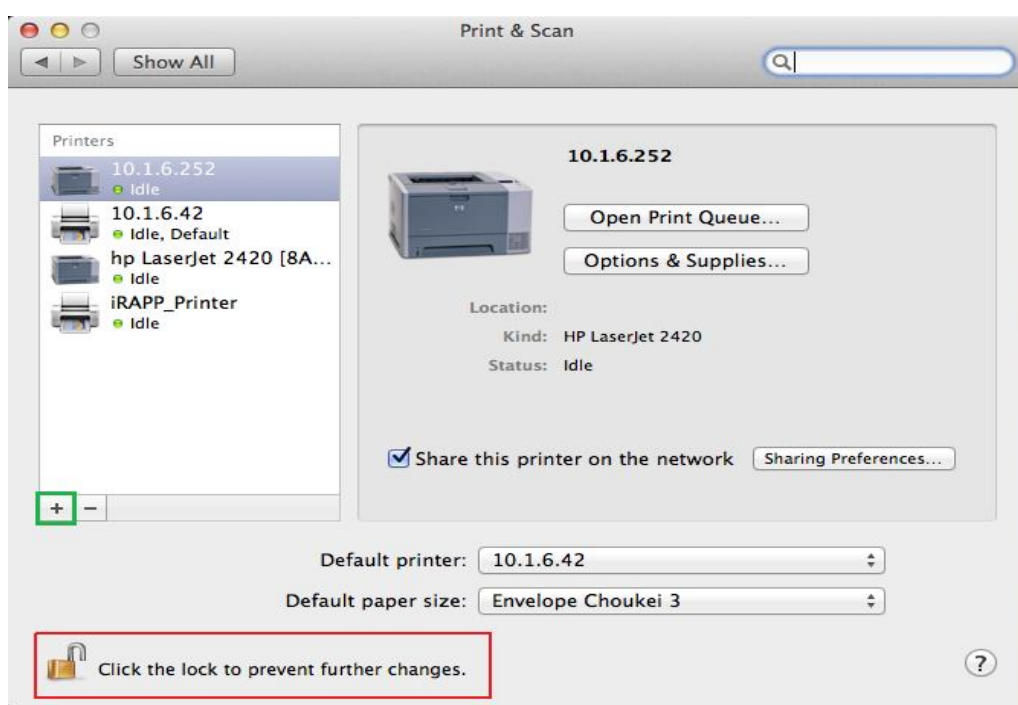 Print & Scan
Show All
Printers
10.1.6.252
Idle
10.1.6.42
Idle, Default
hp LaserJet 2420 [8A...
Idle
iRAPP_Printer
Idle
+ −
10.1.6.252
Open Print Queue...
Options & Supplies...
Location:
Kind: HP LaserJet 2420
Status: Idle
Share this printer on the network Sharing Preferences...
Default printer: 10.1.6.42
Default paper size: Envelope Choukei 3
Click the lock to prevent further changes.
?